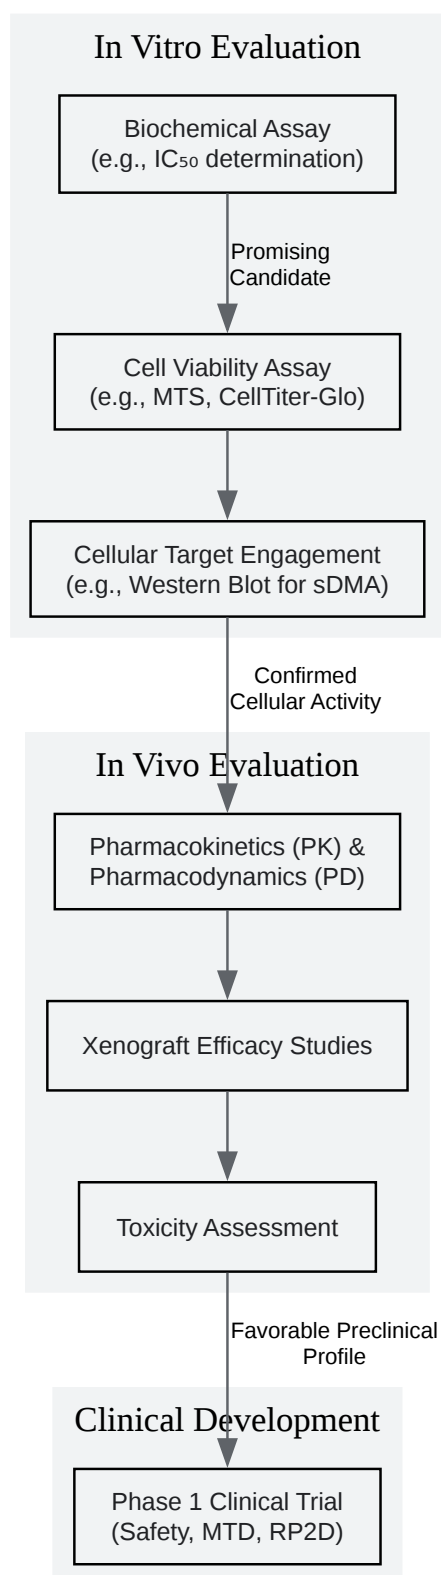 In Vitro Evaluation
Biochemical Assay
(e.g., IC₅₀ determination)
Promising
Candidate
Cell Viability Assay
(e.g., MTS, CellTiter-Glo)
Cellular Target Engagement
(e.g., Western Blot for sDMA)
Confirmed
Cellular Activity
In Vivo Evaluation
Pharmacokinetics (PK) &
Pharmacodynamics (PD)
Xenograft Efficacy Studies
Toxicity Assessment
Favorable Preclinical
Profile
Clinical Development
Phase 1 Clinical Trial
(Safety, MTD, RP2D)